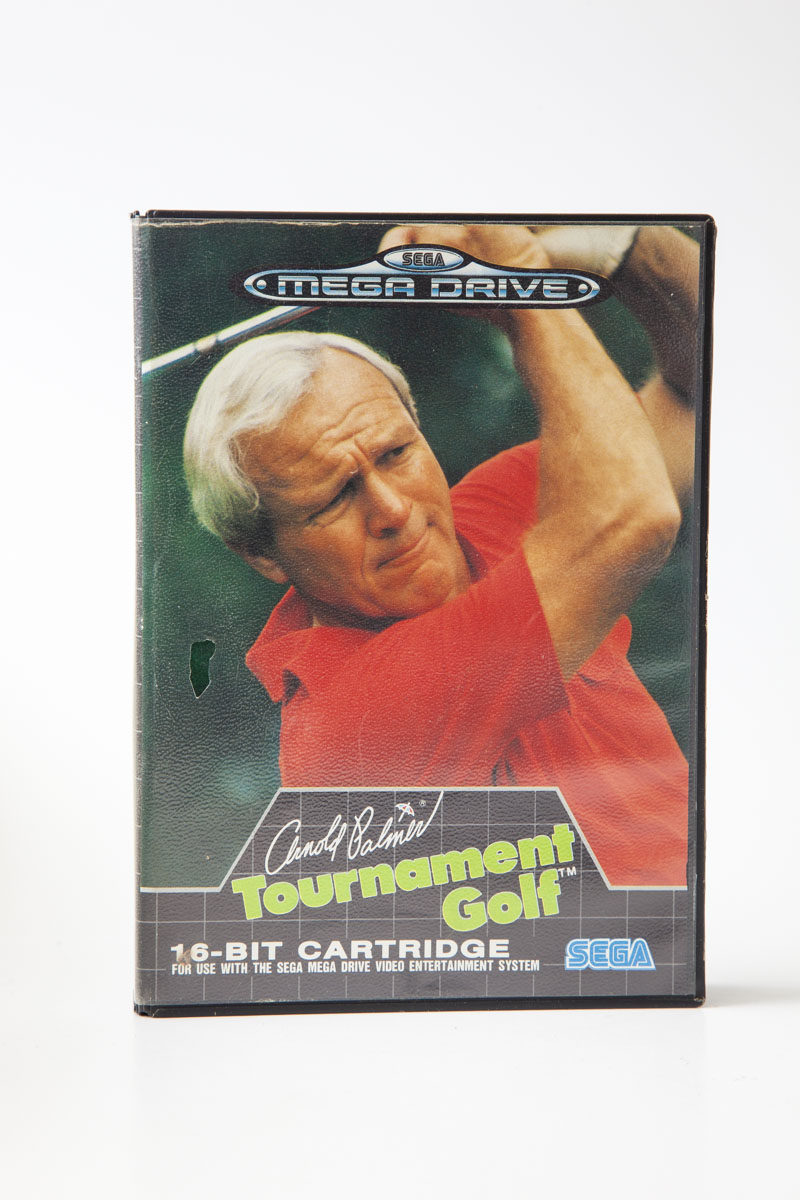 SEGA
MEGA DRIVE
Arnold Palmer ®
Tournament
Golf™
16-BIT CARTRIDGE
FOR USE WITH THE SEGA MEGA DRIVE VIDEO ENTERTAINMENT SYSTEM
SEGA